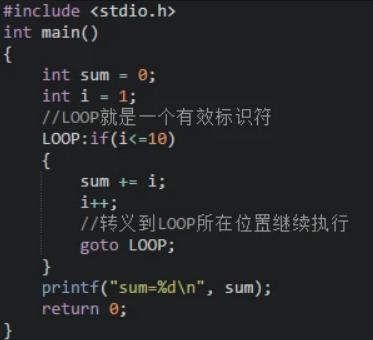 #include <stdio.h>
int main()
{
    int sum = 0;
    int i = 1;
    //LOOP就是一个有效标识符
    LOOP:if(i<=10)
    {
        sum += i;
        i++;
        //转义到LOOP所在位置继续执行
        goto LOOP;
    }
    printf("sum=%d\n", sum);
    return 0;
}